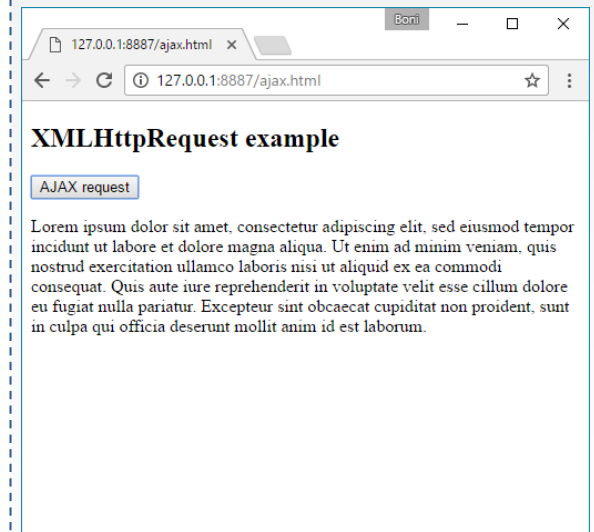 Boni
127.0.0.1:8887/ajax.html
127.0.0.1:8887/ajax.html
XMLHttpRequest example
AJAX request
Lorem ipsum dolor sit amet, consectetur adipiscing elit, sed eiusmod tempor
incidunt ut labore et dolore magna aliqua. Ut enim ad minim veniam, quis
nostrud exercitation ullamco laboris nisi ut aliquid ex ea commodi
consequat. Quis aute iure reprehenderit in voluptate velit esse cillum dolore
eu fugiat nulla pariatur. Excepteur sint obcaecat cupiditat non proident, sunt
in culpa qui officia deserunt mollit anim id est laborum.